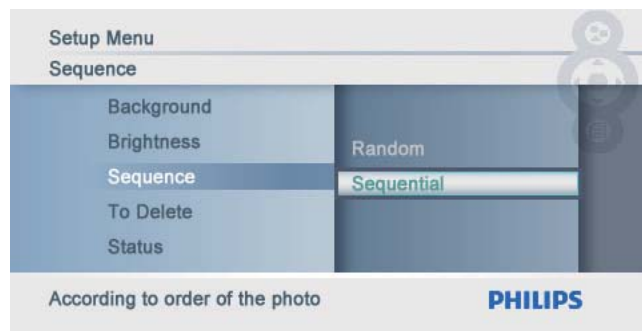 Setup Menu
Sequence
Background
Brightness
Sequence
To Delete
Status
Random
Sequential
According to order of the photo
PHILIPS